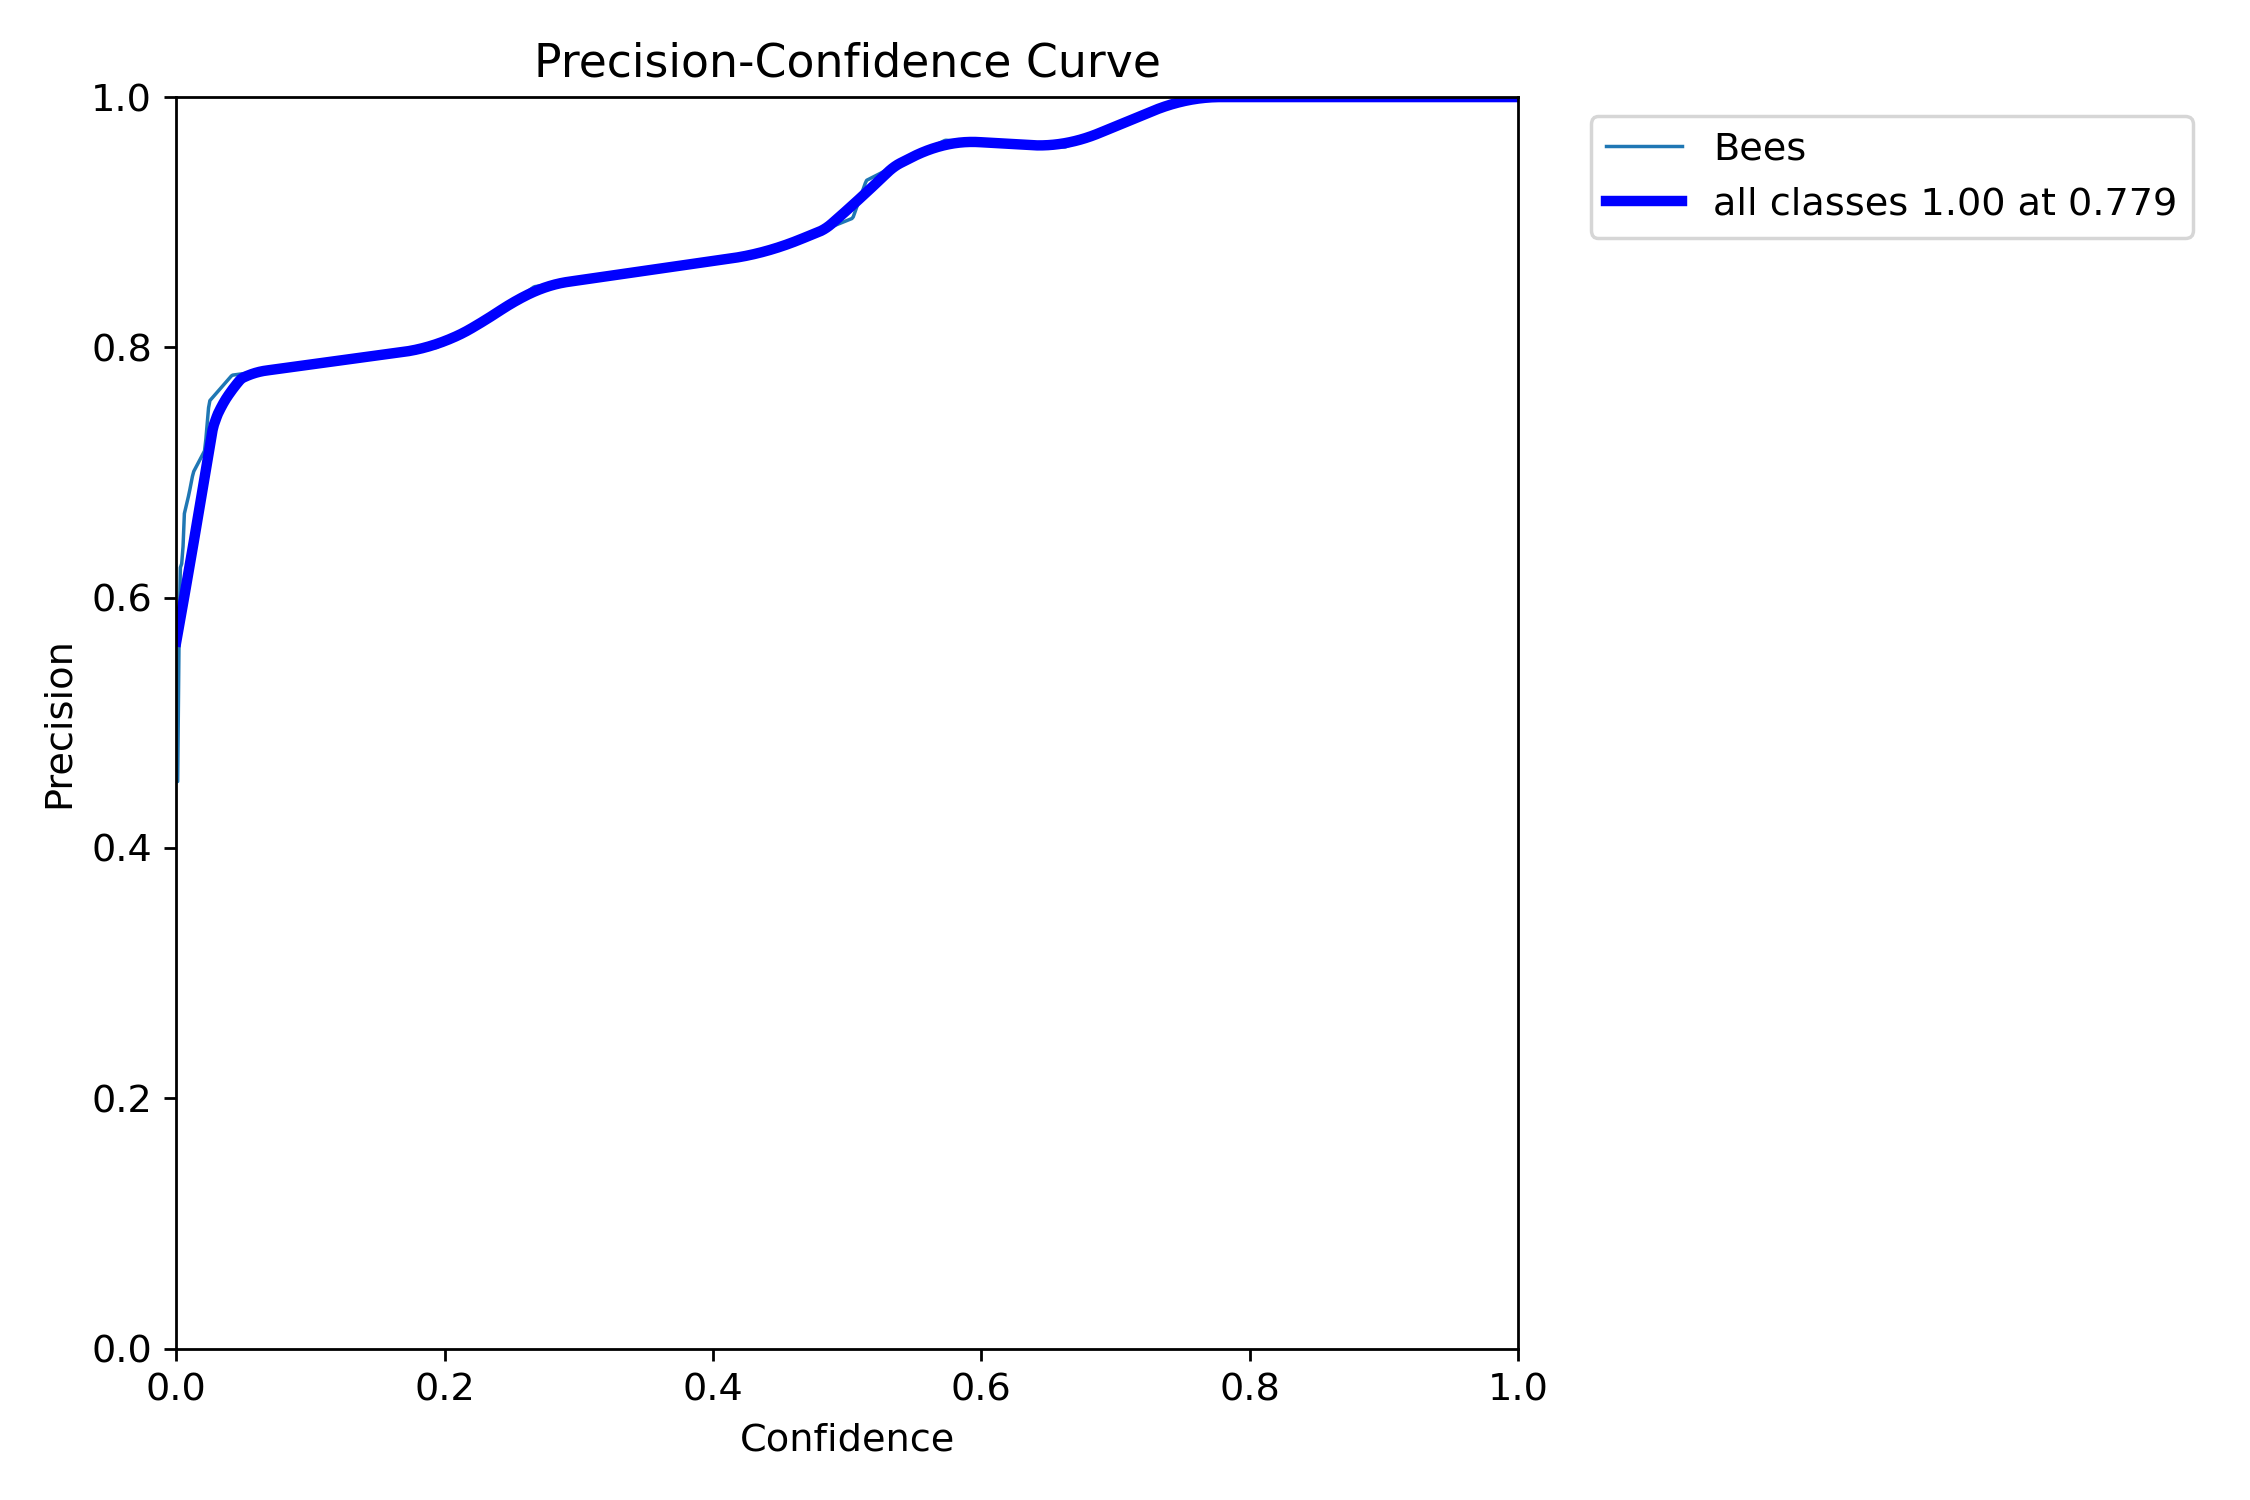 Precision-Confidence Curve
1.0
0.8
0.6
0.4
0.2
0.0
Precision
0.0 0.2 0.4 0.6 0.8 1.0
Confidence
Bees
all classes 1.00 at 0.779